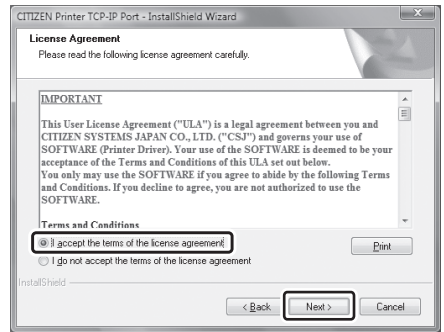 CITIZEN Printer TCP-IP Port - InstallShield Wizard
License Agreement
Please read the following license agreement carefully.
IMPORTANT
This User License Agreement ("ULA") is a legal agreement between you and
CITIZEN SYSTEMS JAPAN CO., LTD. ("CSJ") and governs your use of
SOFTWARE (Printer Driver). Your use of the SOFTWARE is deemed to be your
acceptance of the Terms and Conditions of this ULA set out below.
You only may use the SOFTWARE if you agree to abide by the following Terms
and Conditions. If you decline to agree, you are not authorized to use the
SOFTWARE.
Terms and Conditions
I accept the terms of the license agreement
Print
I do not accept the terms of the license agreement
InstallShield
< Back
Next >
Cancel